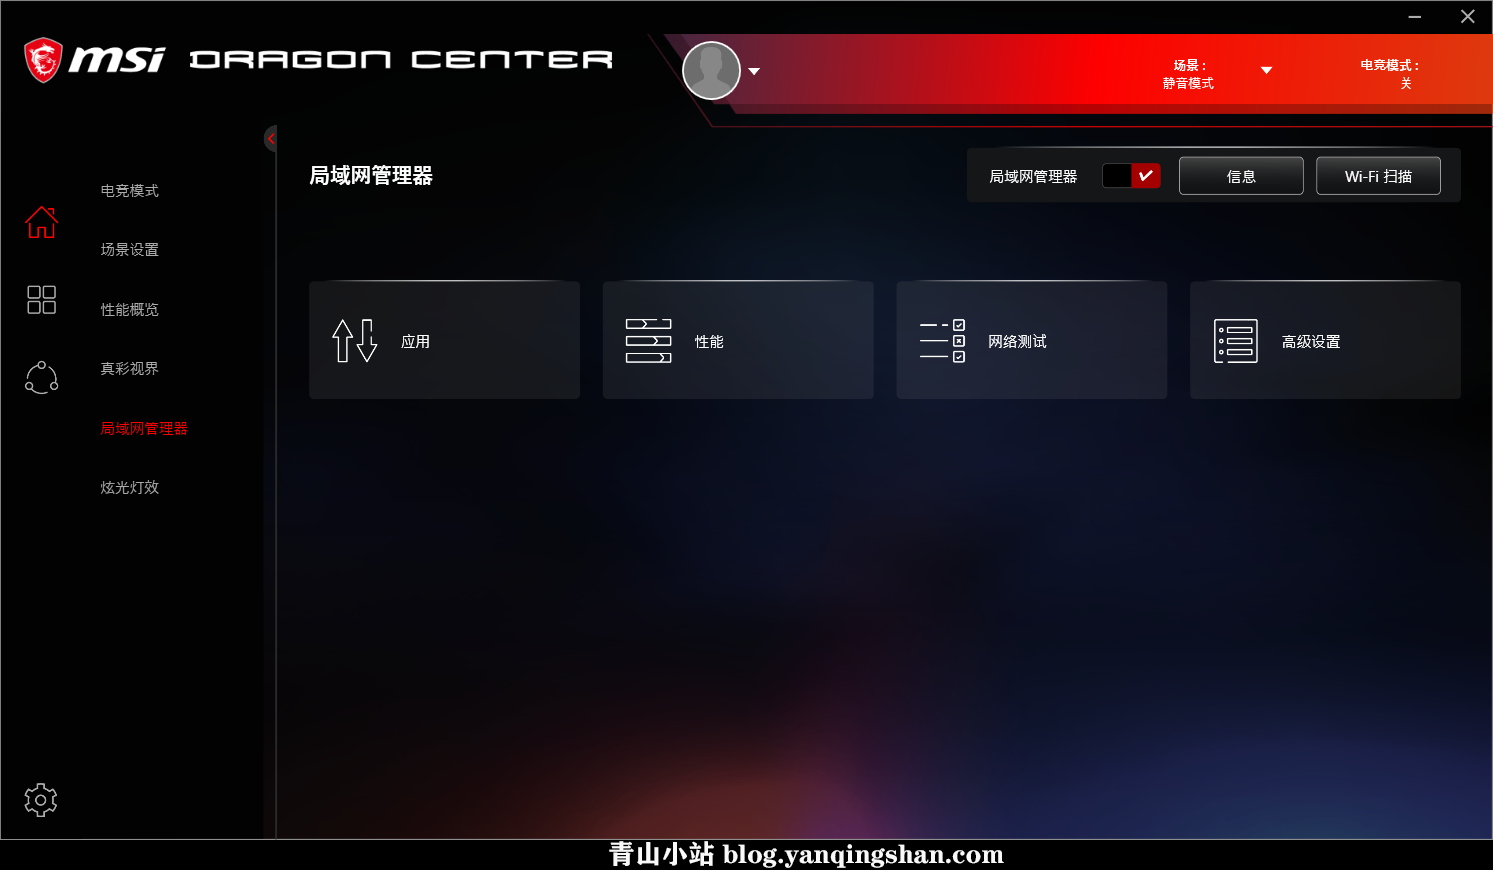 msi DRAGON CENTER
场景 :
静音模式
电竞模式 :
关
电竞模式
场景设置
性能概览
真彩视界
局域网管理器
炫光灯效
局域网管理器
局域网管理器
信息
Wi-Fi 扫描
应用
性能
网络测试
高级设置
青山小站 blog.yanqingshan.com